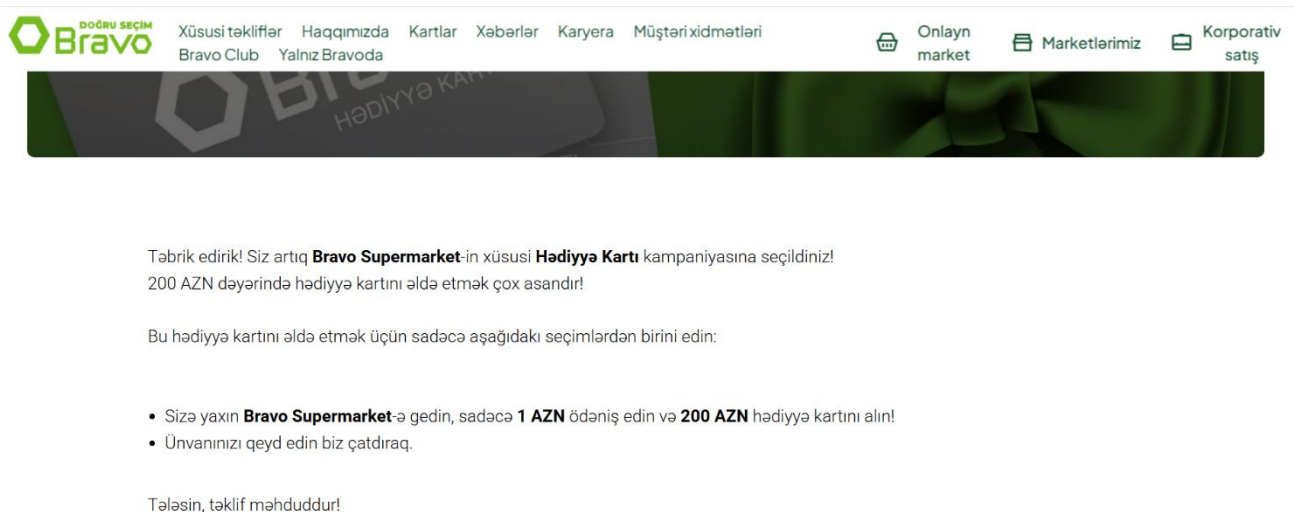 DOĞRU SEÇİM
Bravo
Xüsusi təkliflər Haqqımızda Kartlar Xəbərlər Karyera Müştəri xidmətləri
Bravo Club Yalnız Bravoda
Onlayn
market
Marketlərimiz
Korporativ
satış
HƏDİYYƏ KART
Təbrik edirik! Siz artıq Bravo Supermarket-in xüsusi Hədiyyə Kartı kampaniyasına seçildiniz!
200 AZN dəyərində hədiyyə kartını əldə etmək çox asandır!
Bu hədiyyə kartını əldə etmək üçün sadəcə aşağıdakı seçimlərdən birini edin:
• Sizə yaxın Bravo Supermarket-ə gedin, sadəcə 1 AZN ödəniş edin və 200 AZN hədiyyə kartını alın!
• Ünvanınızı qeyd edin biz çatdıraq.
Tələsin, təklif məhduddur!